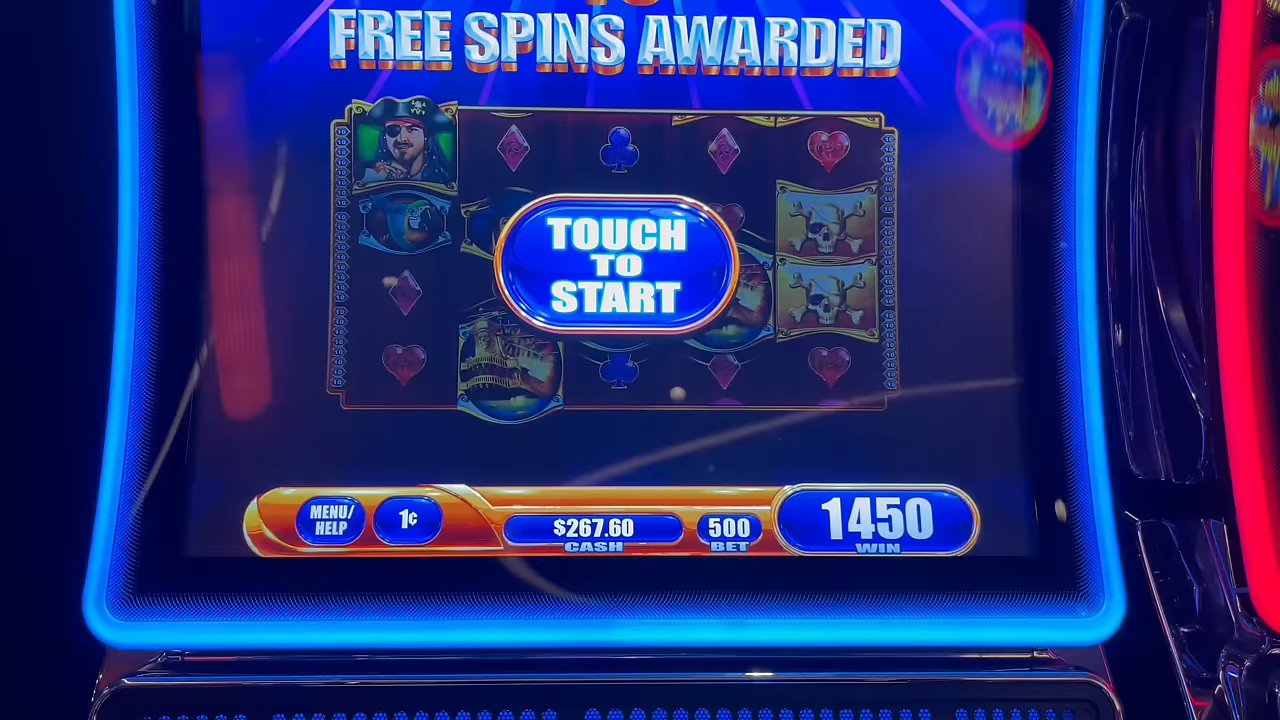 FREE SPINS AWARDED
TOUCH
TO
START
MENU/
HELP
1¢
$267.60
CASH
500
BET
1450
WIN